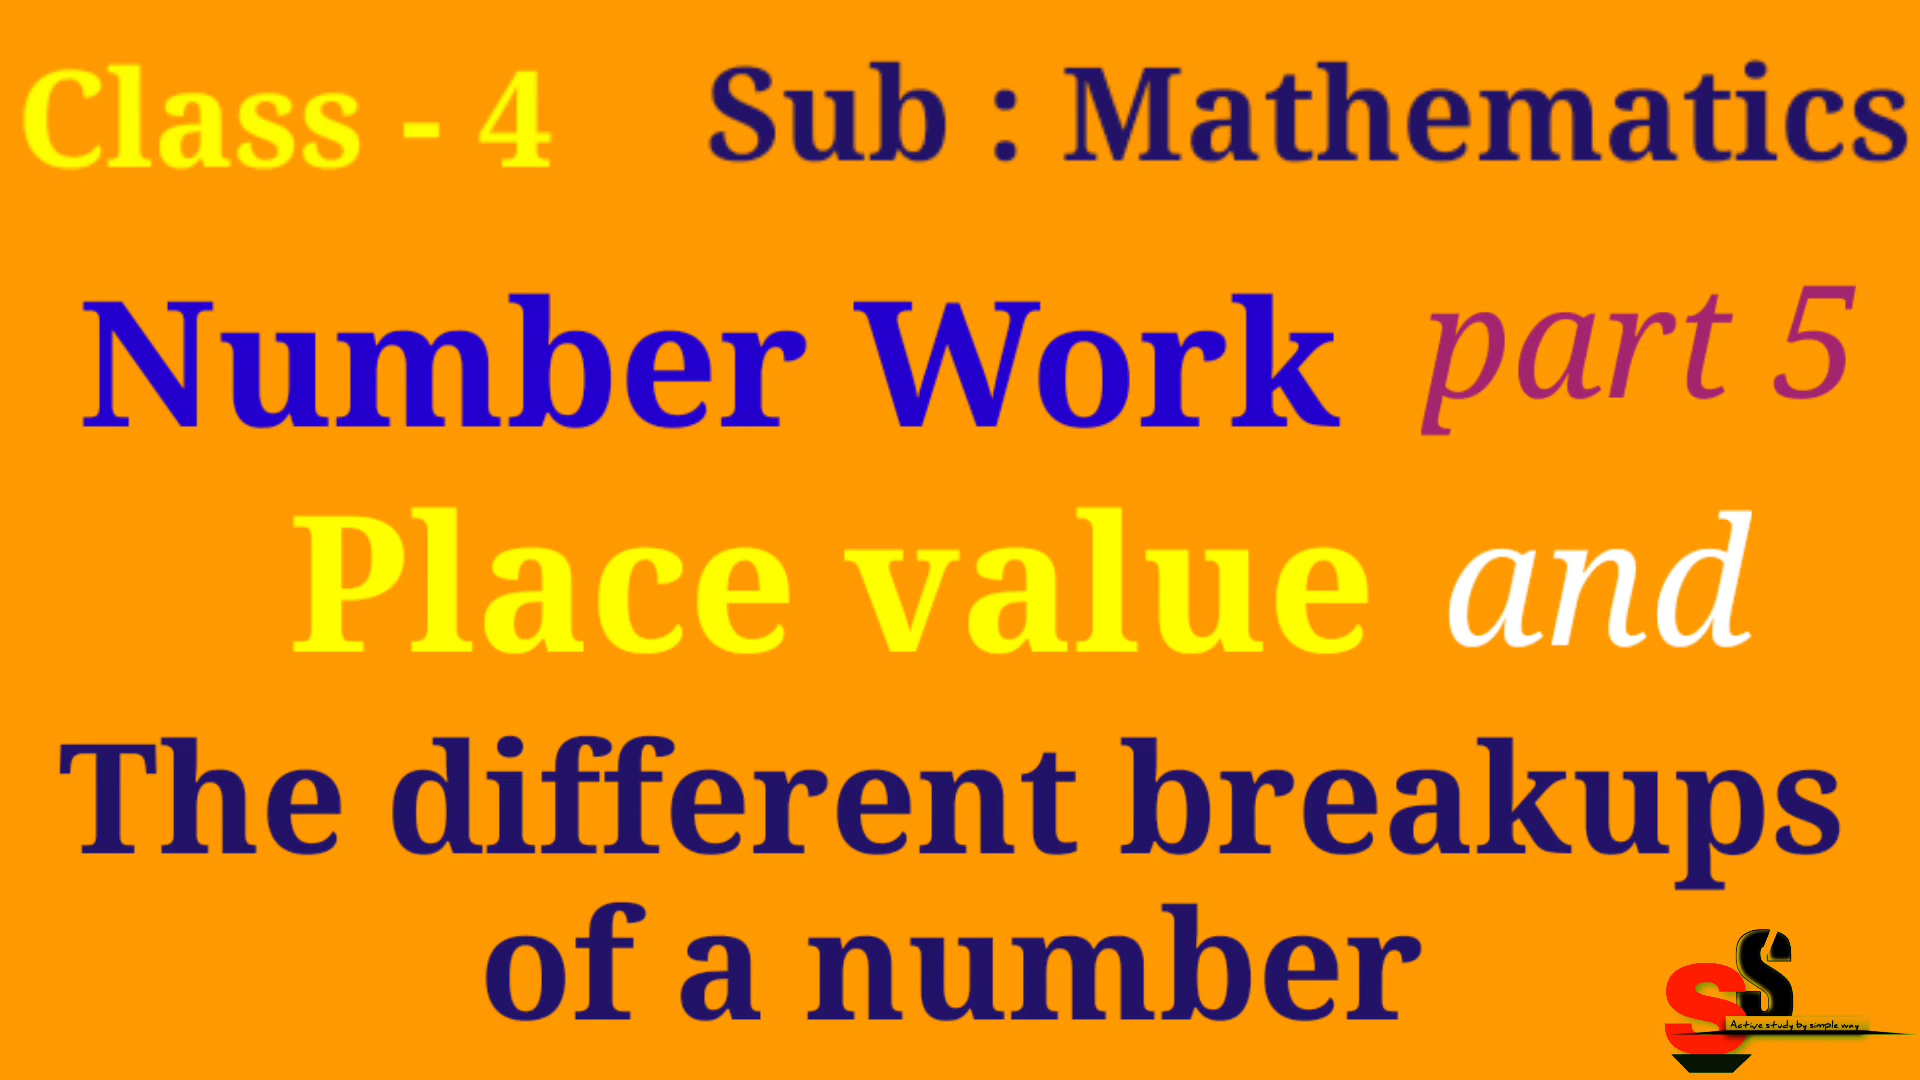 Class - 4 Sub : Mathematics
Number Work part 5
Place value and
The different breakups
of a number
SS
Active study by simple way